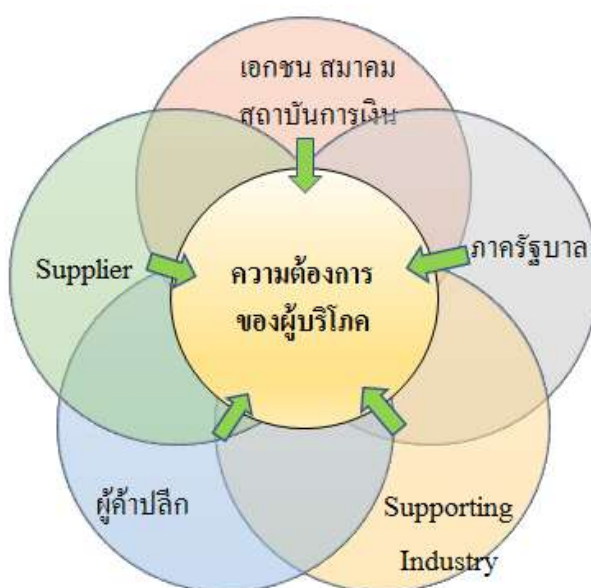 เอกชน สมาคม
สถาบันการเงิน
Supplier
ภาครัฐบาล
ความต้องการ
ของผู้บริโภค
ผู้ค้าปลีก
Supporting
Industry